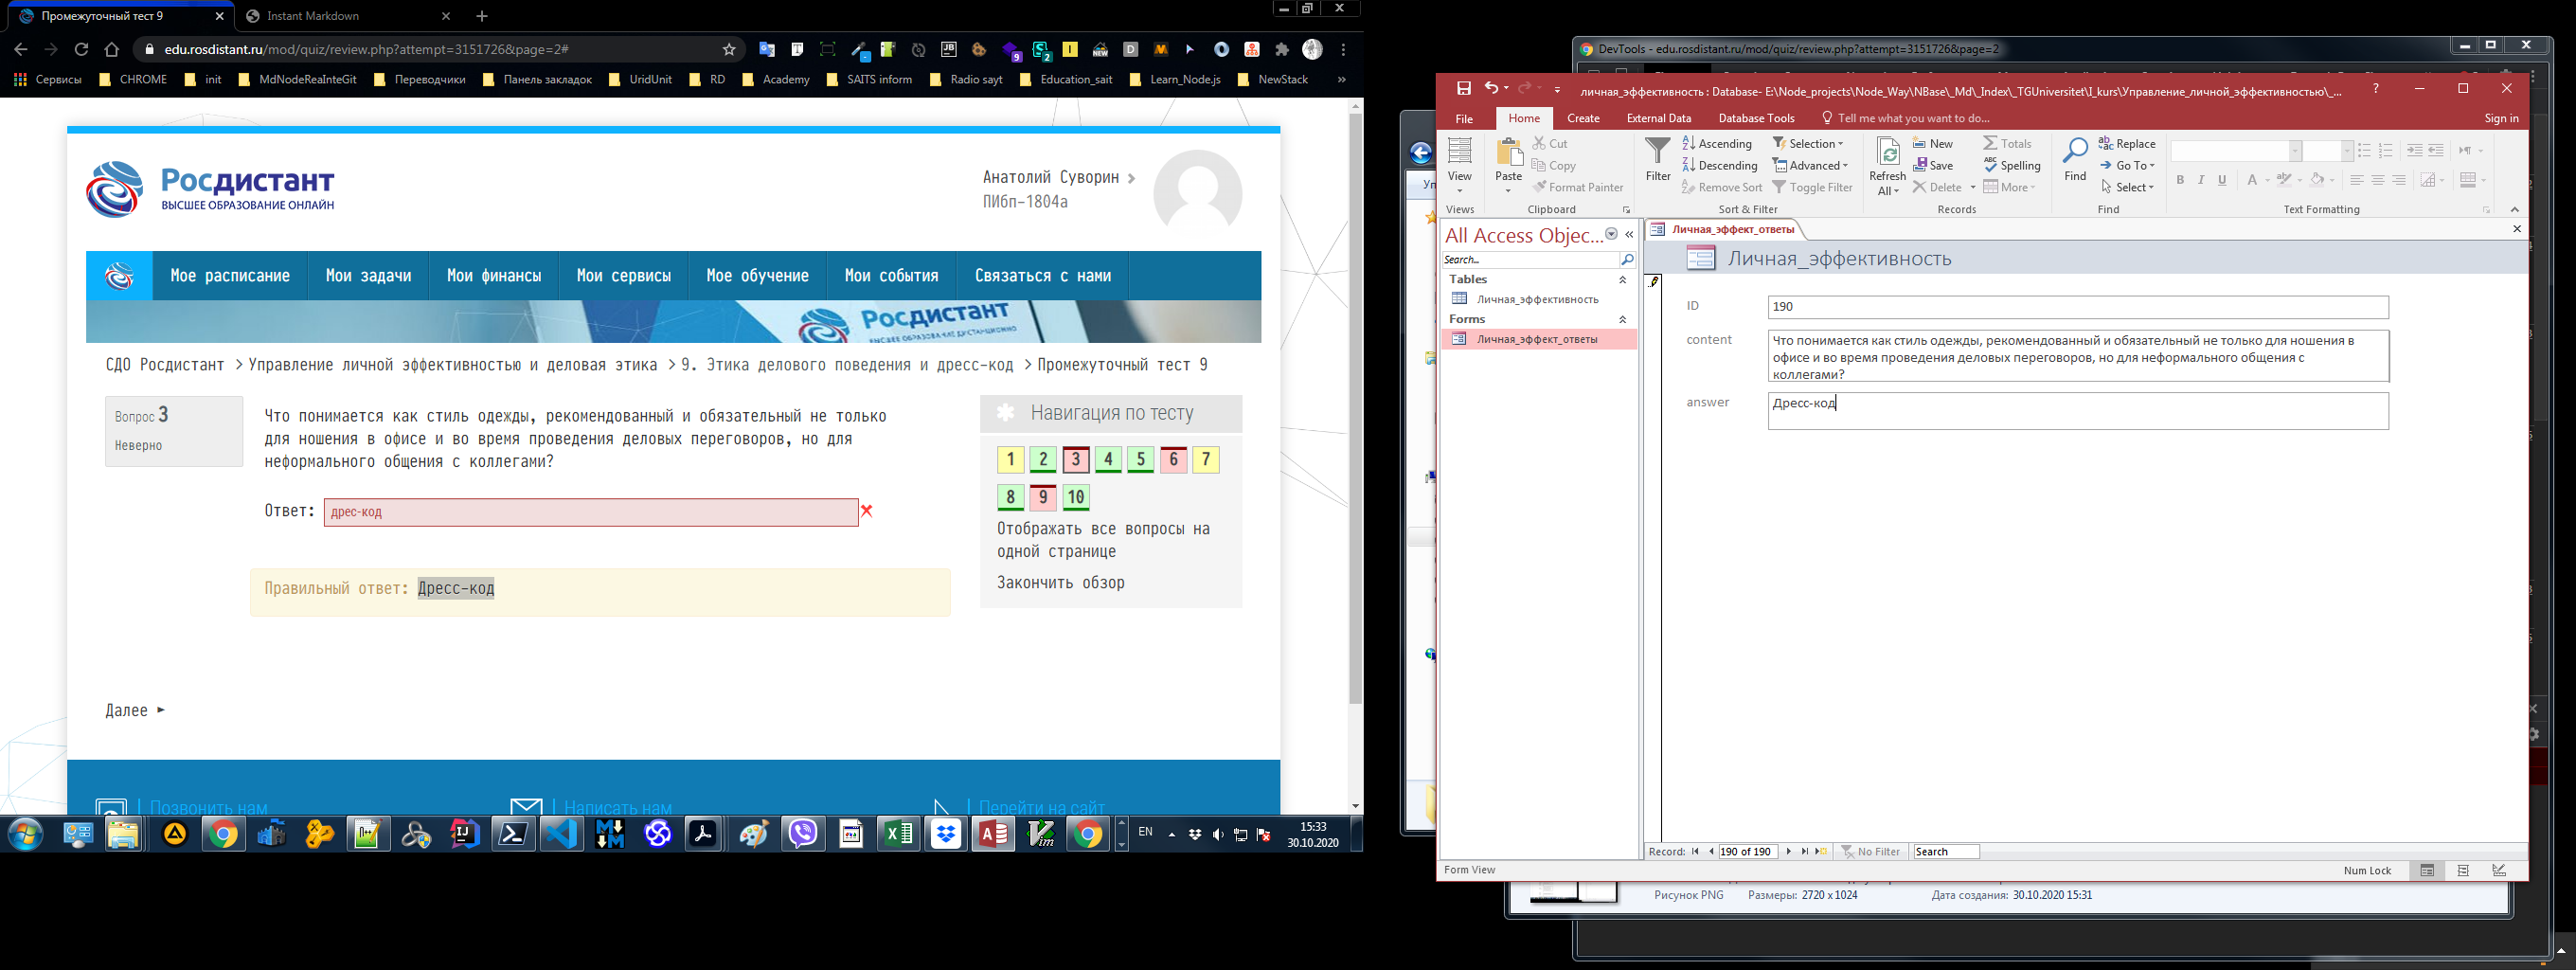 Промежуточный тест 9
Instant Markdown
edu.rosdistant.ru/mod/quiz/review.php?attempt=3151726&page=2#
Сервисы CHROME init MdNodeReaInteGit Переводчики Панель закладок UridUnit RD Academy SAITS inform Radio sayt Education_sait Learn_Node.js NewStack »
Росдистант
ВЫСШЕЕ ОБРАЗОВАНИЕ ОНЛАЙН
Анатолий Суворин
ПИбп-1804а
Мое расписание Мои задачи Мои финансы Мои сервисы Мое обучение Мои события Связаться с нами
Росдистант
СДО Росдистант > Управление личной эффективностью и деловая этика > 9. Этика делового поведения и дресс-код > Промежуточный тест 9
Вопрос 3
Неверно
Что понимается как стиль одежды, рекомендованный и обязательный не только
для ношения в офисе и во время проведения деловых переговоров, но для
неформального общения с коллегами?
Ответ: дрес-код
Правильный ответ: Дресс-код
Навигация по тесту
1 2 3 4 5 6 7
8 9 10
Отображать все вопросы на
одной странице
Закончить обзор
Далее ►
Позвонить нам
Написать нам
Перейти на сайт
EN
15:33
30.10.2020
DevTools - edu.rosdistant.ru/mod/quiz/review.php?attempt=3151726&page=2
личная_эффективность : Database- E:\Node_projects\Node_Way\NBase\_Md\_Index\_TGUniversitet\I_kurs\Управление_личной_эффективностью\_...
File Home Create External Data Database Tools Tell me what you want to do...
Sign in
View
Views
Paste
Cut
Copy
Format Painter
Clipboard
Filter
Ascending
Descending
Remove Sort
Selection
Advanced
Toggle Filter
Sort & Filter
Refresh
All
New
Save
Delete
Totals
Spelling
More
Records
Find
Replace
Go To
Select
Find
B I U A
Text Formatting
All Access Objec...
Search...
Tables
Личная_эффективность
Forms
Личная_эффект_ответы
Личная_эффект_ответы
Личная_эффективность
ID
190
content
Что понимается как стиль одежды, рекомендованный и обязательный не только для ношения в
офисе и во время проведения деловых переговоров, но для неформального общения с
коллегами?
answer
Дресс-код
Record: 190 of 190 No Filter Search
Form View
Num Lock
Рисунок PNG Размеры: 2720 x 1024 Дата создания: 30.10.2020 15:31